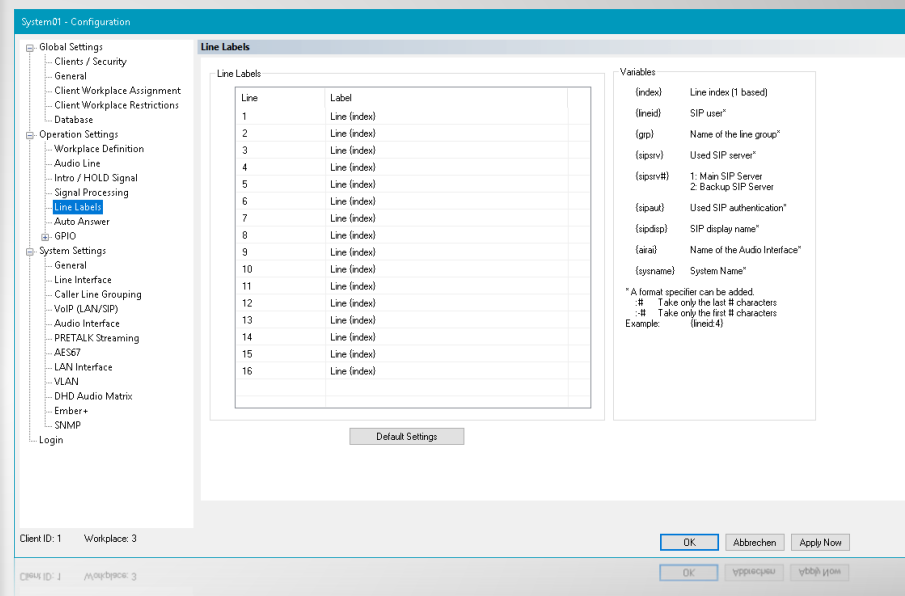 System01 - Configuration
Global Settings
Clients / Security
General
Client Workplace Assignment
Client Workplace Restrictions
Database
Operation Settings
Workplace Definition
Audio Line
Intro / HOLD Signal
Signal Processing
Line Labels
Auto Answer
GPIO
System Settings
General
Line Interface
Caller Line Grouping
VoIP (LAN/SIP)
Audio Interface
PRETALK Streaming
AES67
LAN Interface
VLAN
DHD Audio Matrix
Ember+
SNMP
Login
Line Labels
Line Labels
Line Label
1 Line {index}
2 Line {index}
3 Line {index}
4 Line {index}
5 Line {index}
6 Line {index}
7 Line {index}
8 Line {index}
9 Line {index}
10 Line {index}
11 Line {index}
12 Line {index}
13 Line {index}
14 Line {index}
15 Line {index}
16 Line {index}
Default Settings
Variables
{index} Line index (1 based)
{lineid} SIP user*
{grp} Name of the line group*
{sipsrv} Used SIP server*
{sipsrv#} 1: Main SIP Server
2: Backup SIP Server
{sipaut} Used SIP authentication*
{sipdisp} SIP display name*
{airai} Name of the Audio Interface*
{sysname} System Name*
* A format specifier can be added.
:# Take only the last # characters
:-# Take only the first # characters
Example: {lineid:4}
Client ID: 1 Workplace: 3
OK Abbrechen Apply Now